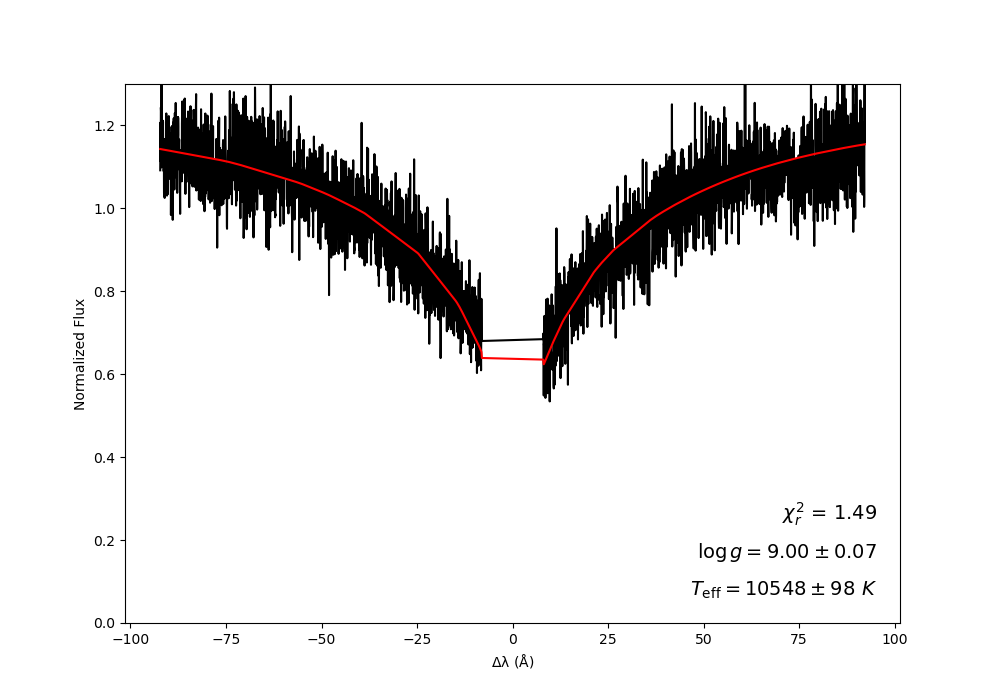 1.2
1.0
0.8
0.6
0.4
0.2
0.0
Normalized Flux
χ²ᵣ = 1.49
log g = 9.00 ± 0.07
T_eff = 10548 ± 98 K
−100 −75 −50 −25 0 25 50 75 100
Δλ (Å)